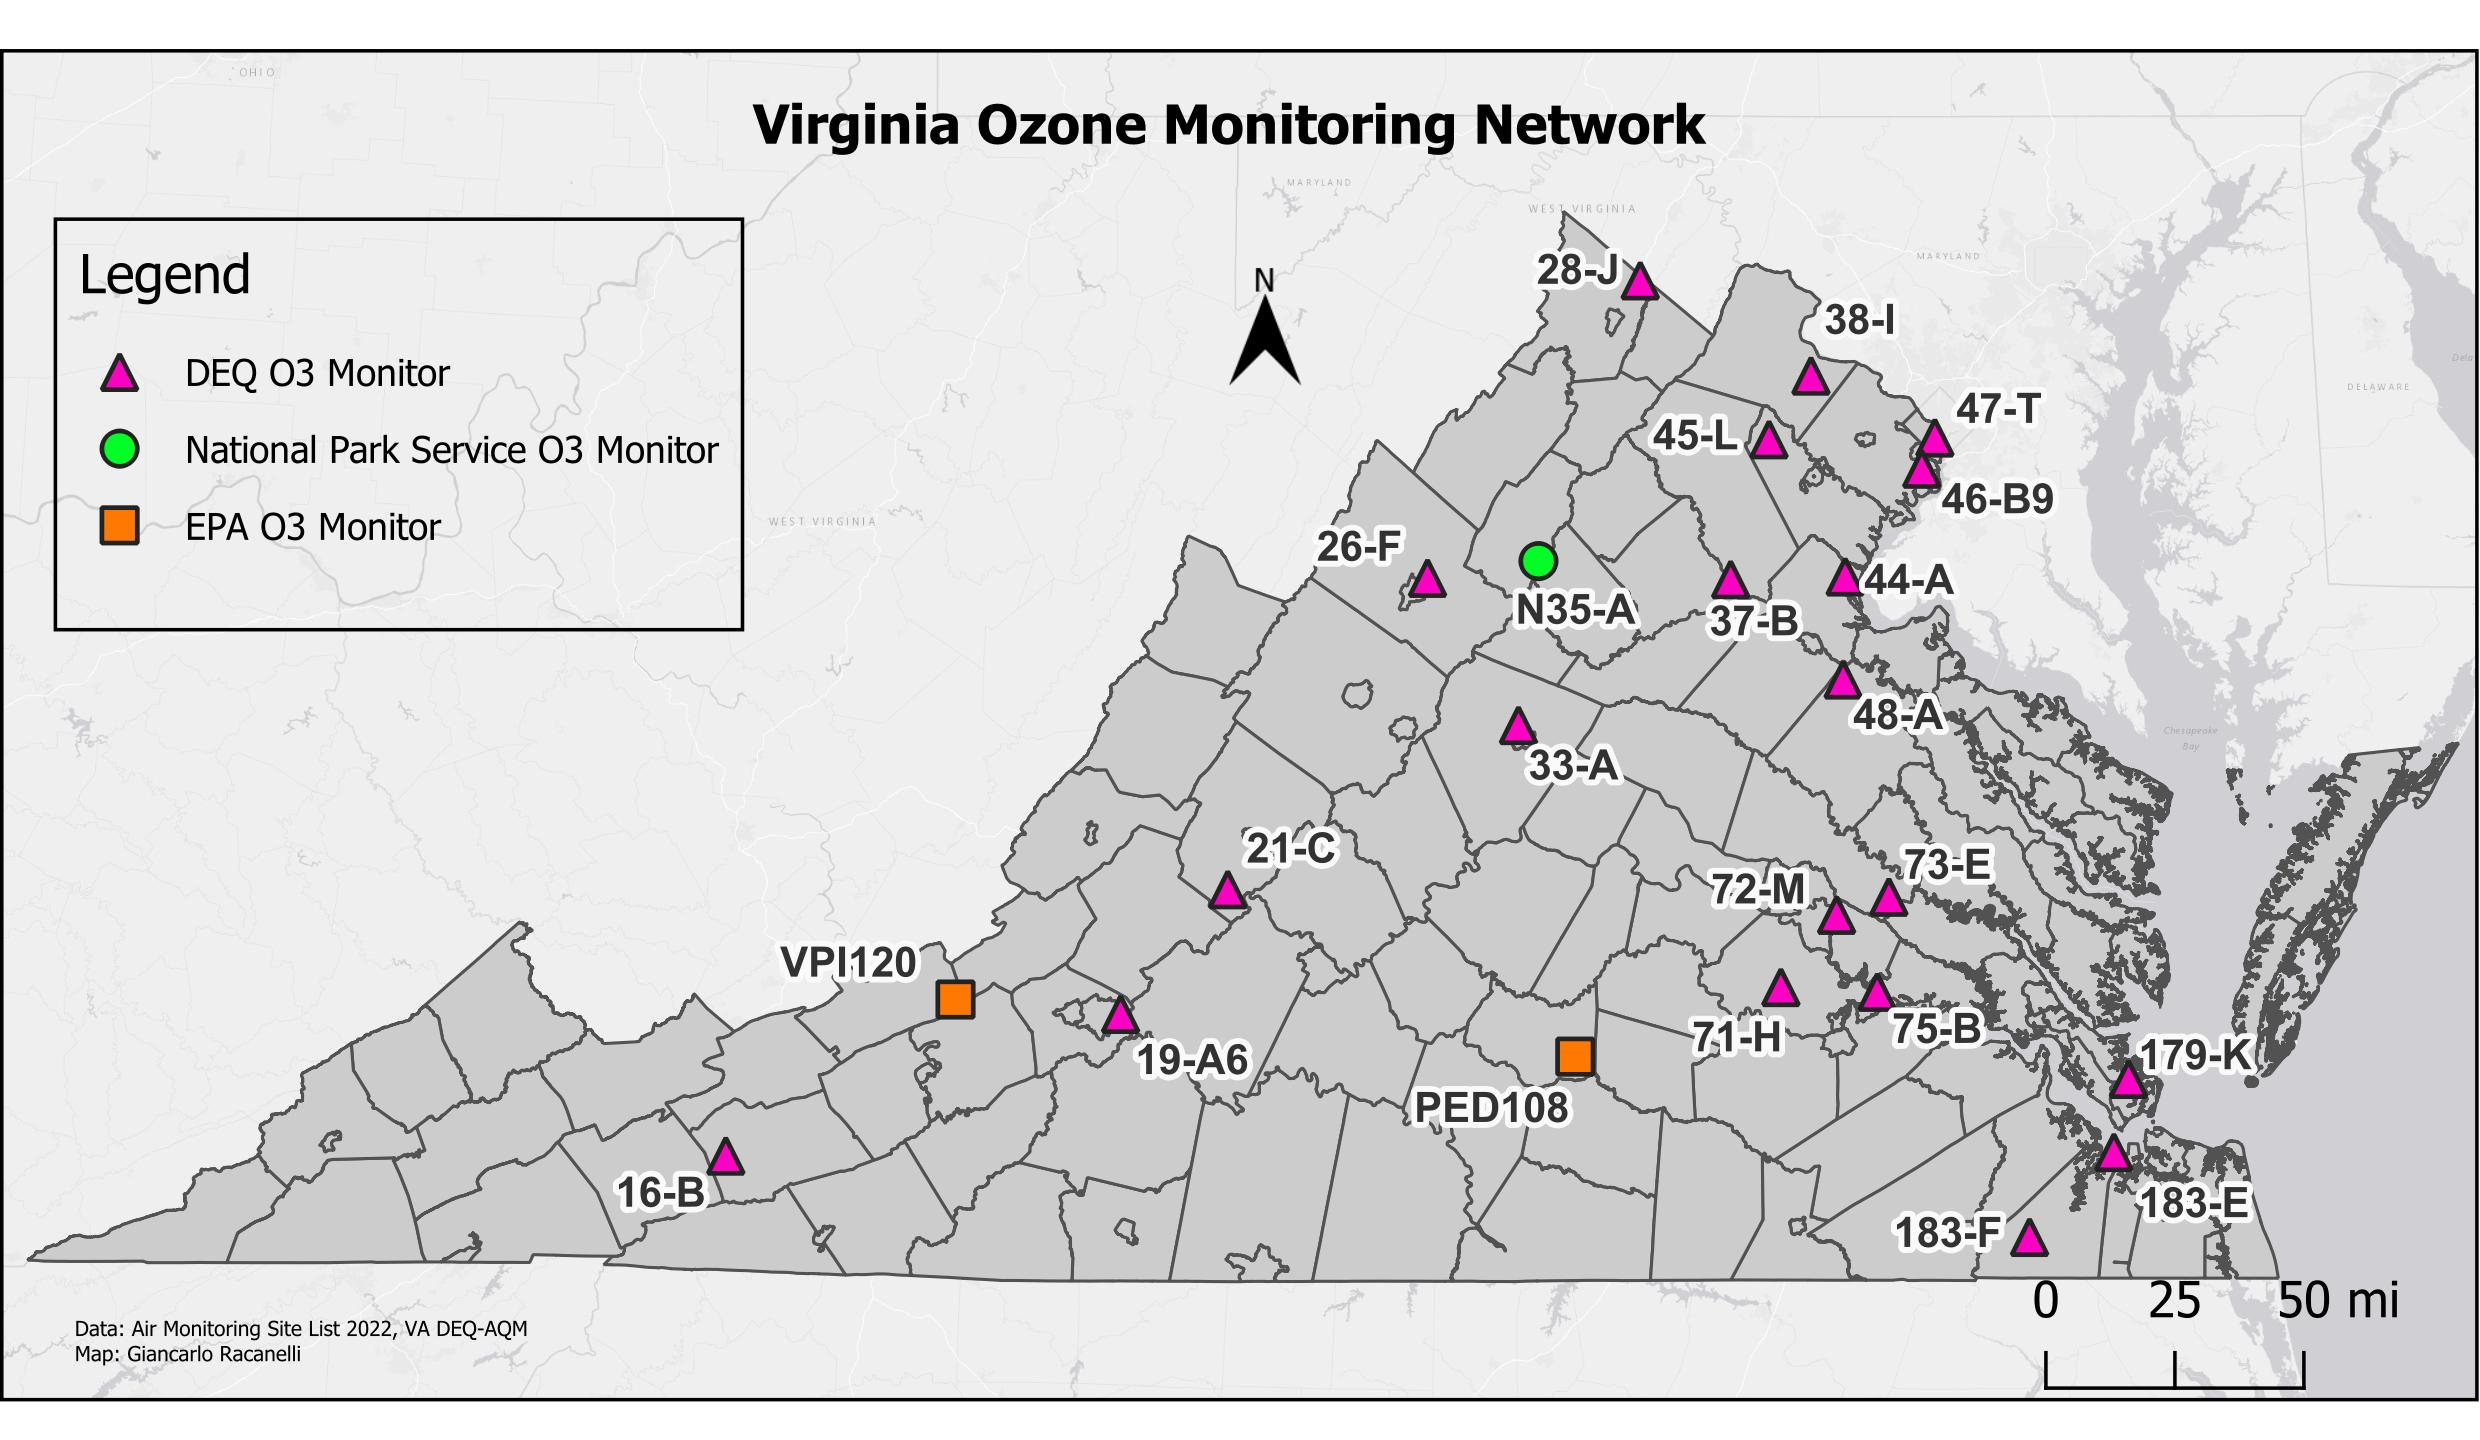 OHIO
Virginia Ozone Monitoring Network
MARYLAND
WEST VIRGINIA
Legend
DEQ O3 Monitor
National Park Service O3 Monitor
EPA O3 Monitor
N
28-J
38-I
MARYLAND
DELAWARE
47-T
45-L
46-B9
WEST VIRGINIA
26-F
N35-A
37-B
44-A
48-A
33-A
Chesapeake
Bay
21-C
73-E
72-M
VPI120
19-A6
71-H
75-B
179-K
PED108
16-B
183-E
183-F
0 25 50 mi
Data: Air Monitoring Site List 2022, VA DEQ-AQM
Map: Giancarlo Racanelli